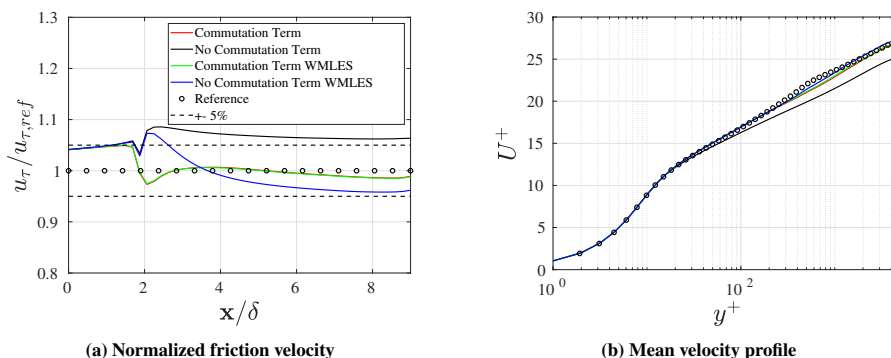 1.3
1.2
1.1
1
0.9
0.8
0
2
4
6
8
u_τ/u_τ,ref
x/δ
Commutation Term
No Commutation Term
Commutation Term WMLES
No Commutation Term WMLES
Reference
+- 5%
(a) Normalized friction velocity
30
25
20
15
10
5
0
10^0
10^2
U^+
y^+
(b) Mean velocity profile